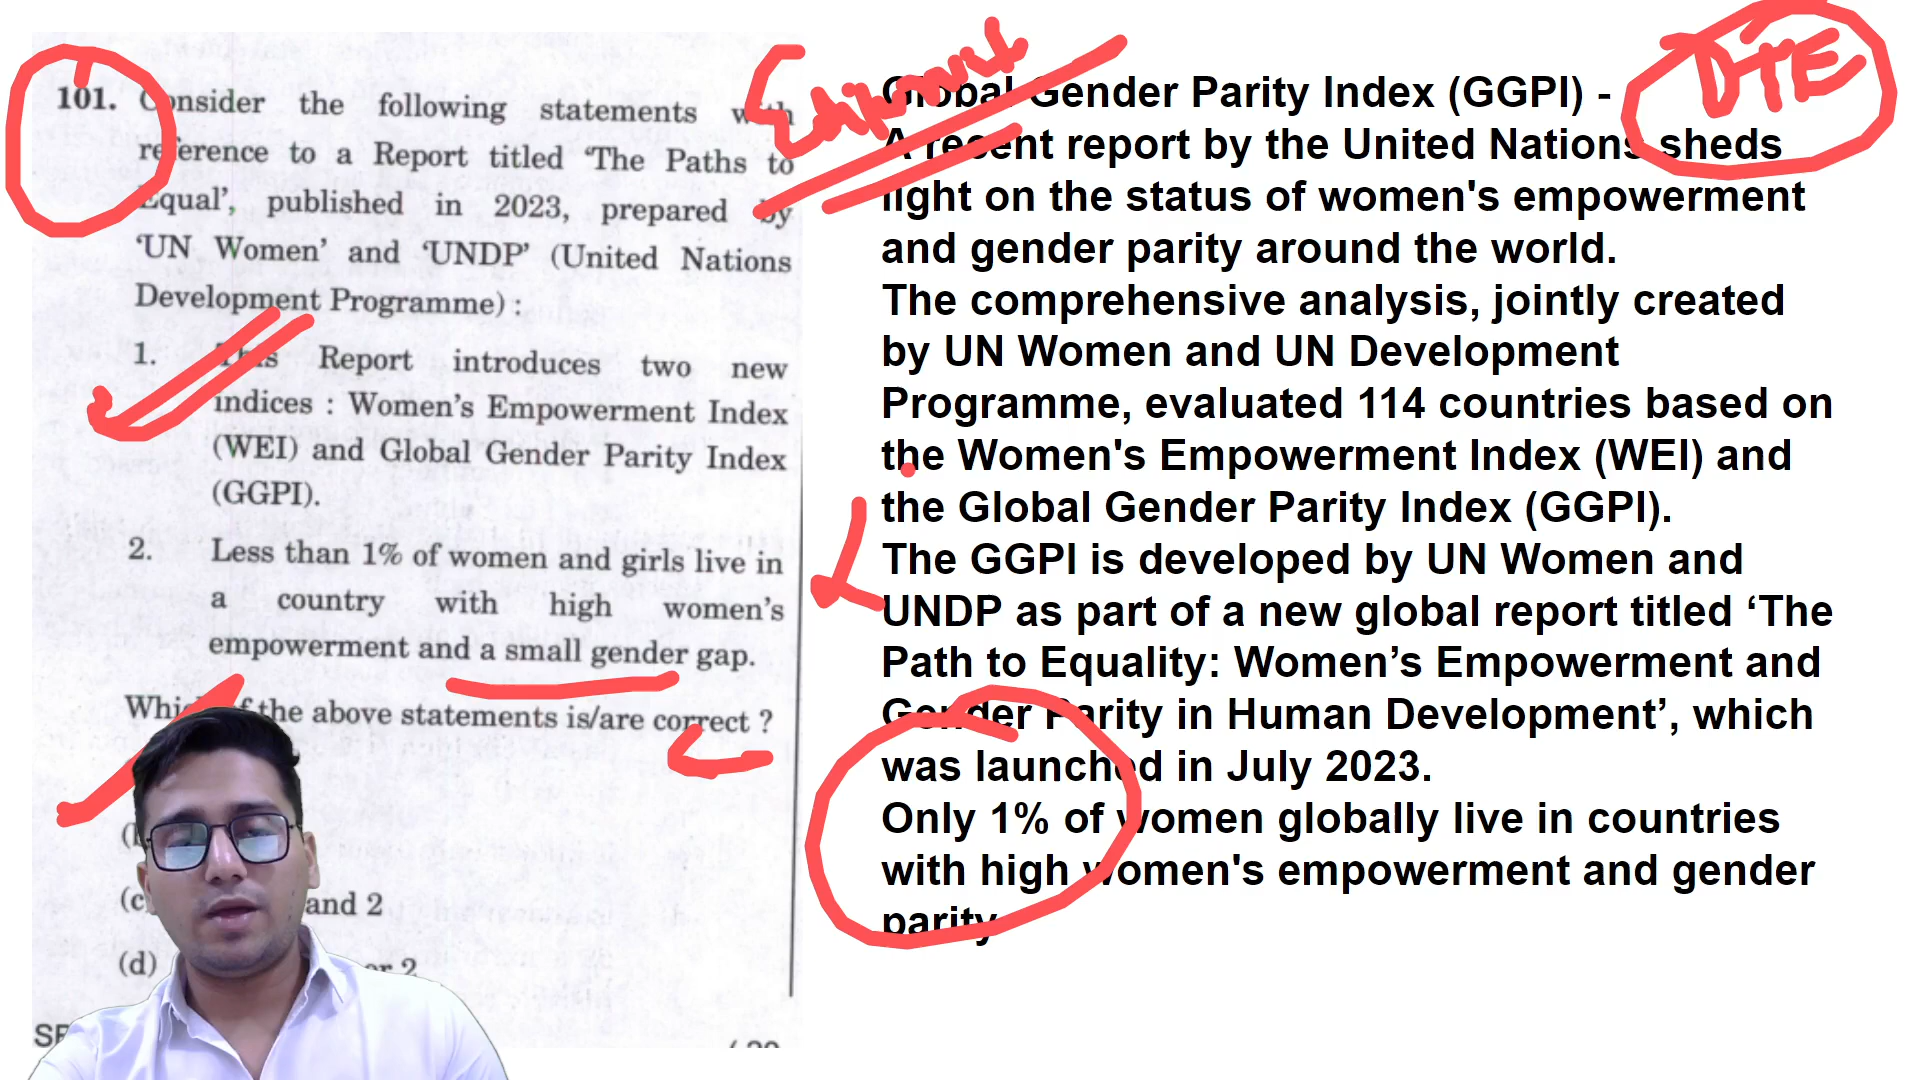 101. Consider the following statements with
reference to a Report titled ‘The Paths to
Equal’, published in 2023, prepared by
‘UN Women’ and ‘UNDP’ (United Nations
Development Programme) :
1. This Report introduces two new
indices : Women’s Empowerment Index
(WEI) and Global Gender Parity Index
(GGPI).
2. Less than 1% of women and girls live in
a country with high women’s
empowerment and a small gender gap.
Which of the above statements is/are correct ?
(c) and 2
(d) or 2
DTE
Global Gender Parity Index (GGPI) -
A recent report by the United Nations sheds
light on the status of women's empowerment
and gender parity around the world.
The comprehensive analysis, jointly created
by UN Women and UN Development
Programme, evaluated 114 countries based on
the Women's Empowerment Index (WEI) and
the Global Gender Parity Index (GGPI).
The GGPI is developed by UN Women and
UNDP as part of a new global report titled ‘The
Path to Equality: Women’s Empowerment and
Gender Parity in Human Development’, which
was launched in July 2023.
Only 1% of women globally live in countries
with high women's empowerment and gender
parity